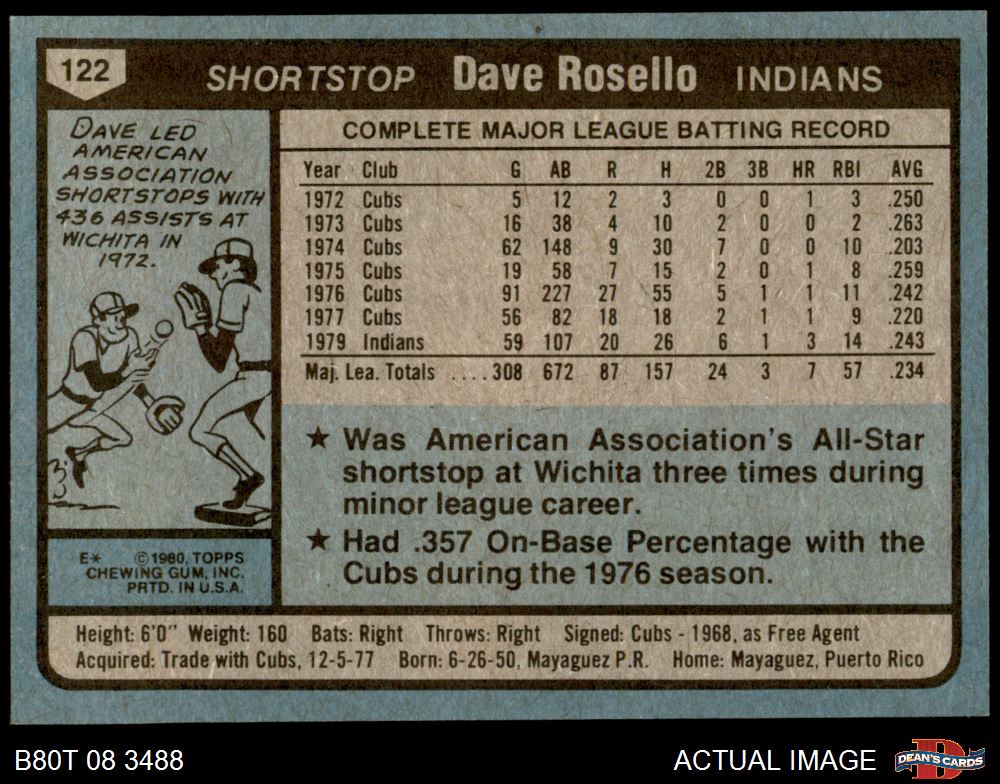 122 SHORTSTOP Dave Rosello INDIANS
DAVE LED
AMERICAN
ASSOCIATION
SHORTSTOPS WITH
436 ASSISTS AT
WICHITA IN
1972.
E* ©1980, TOPPS
CHEWING GUM, INC.
PRTD. IN U.S.A.
COMPLETE MAJOR LEAGUE BATTING RECORD
Year Club G AB R H 2B 3B HR RBI AVG
1972 Cubs 5 12 2 3 0 0 1 3 .250
1973 Cubs 16 38 4 10 2 0 0 2 .263
1974 Cubs 62 148 9 30 7 0 0 10 .203
1975 Cubs 19 58 7 15 2 0 1 8 .259
1976 Cubs 91 227 27 55 5 1 1 11 .242
1977 Cubs 56 82 18 18 2 1 1 9 .220
1979 Indians 59 107 20 26 6 1 3 14 .243
Maj. Lea. Totals ....308 672 87 157 24 3 7 57 .234
★ Was American Association's All-Star
shortstop at Wichita three times during
minor league career.
★ Had .357 On-Base Percentage with the
Cubs during the 1976 season.
Height: 6'0" Weight: 160 Bats: Right Throws: Right Signed: Cubs - 1968, as Free Agent
Acquired: Trade with Cubs, 12-5-77 Born: 6-26-50, Mayaguez P.R. Home: Mayaguez, Puerto Rico
B80T 08 3488 ACTUAL IMAGE D DEAN'S CARDS